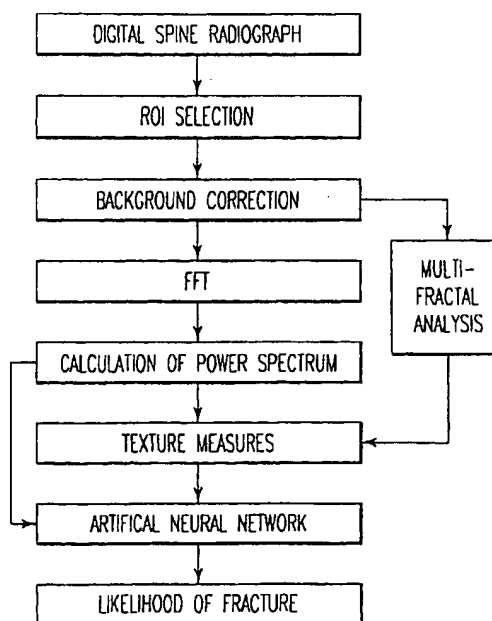 DIGITAL SPINE RADIOGRAPH
ROI SELECTION
BACKGROUND CORRECTION
FFT
MULTI-
FRACTAL
ANALYSIS
CALCULATION OF POWER SPECTRUM
TEXTURE MEASURES
ARTIFICAL NEURAL NETWORK
LIKELIHOOD OF FRACTURE